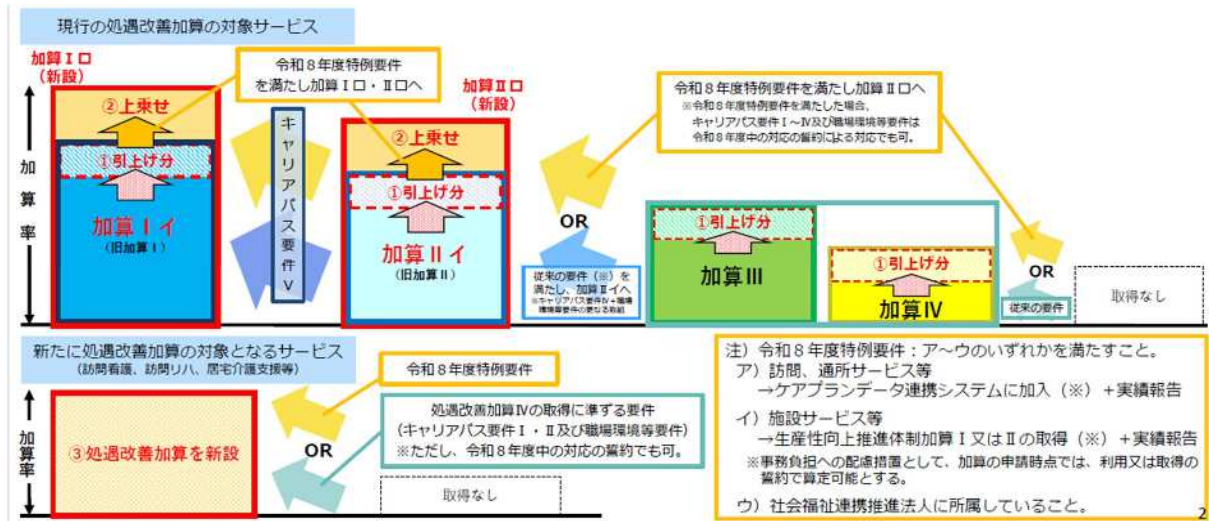 現行の処遇改善加算の対象サービス
加算Ⅰロ
（新設）
令和８年度特例要件
を満たし加算Ⅰロ・Ⅱロへ
加算Ⅱロ
（新設）
令和８年度特例要件を満たし加算Ⅱロへ
※令和８年度特例要件を満たした場合、
キャリアパス要件Ⅰ～Ⅳ及び職場環境等要件は
令和８年度中の対応の誓約による対応でも可。
②上乗せ
①引上げ分
加算Ⅰイ
（旧加算Ⅰ）
加算率
キャリアパス要件Ⅴ
②上乗せ
①引上げ分
加算Ⅱイ
（旧加算Ⅱ）
OR
従来の要件（※）を
満たし、加算Ⅱイへ
※キャリアパス要件Ⅳ＋職場
環境等要件の更なる取組
①引上げ分
加算Ⅲ
①引上げ分
加算Ⅳ
OR
従来の要件
取得なし
新たに処遇改善加算の対象となるサービス
（訪問看護、訪問リハ、居宅介護支援等）
加算率
③処遇改善加算を新設
令和８年度特例要件
OR
処遇改善加算Ⅳの取得に準ずる要件
（キャリアパス要件Ⅰ・Ⅱ及び職場環境等要件）
※ただし、令和８年度中の対応の誓約でも可。
取得なし
注）令和８年度特例要件：ア～ウのいずれかを満たすこと。
ア）訪問、通所サービス等
→ケアプランデータ連携システムに加入（※）＋実績報告
イ）施設サービス等
→生産性向上推進体制加算Ⅰ又はⅡの取得（※）＋実績報告
※事務負担への配慮措置として、加算の申請時点では、利用又は取得の
誓約で算定可能とする。
ウ）社会福祉連携推進法人に所属していること。
2